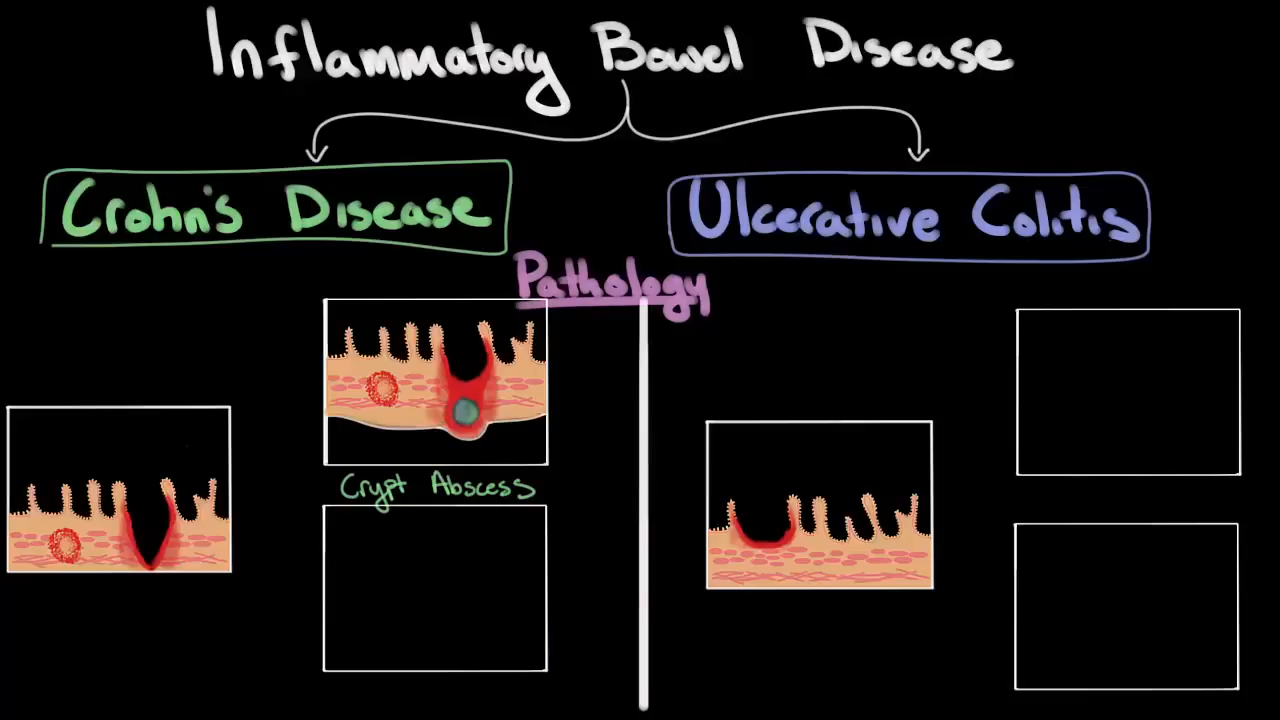 Inflammatory Bowel Disease
Crohn's Disease
Ulcerative Colitis
Pathology
Crypt Abscess